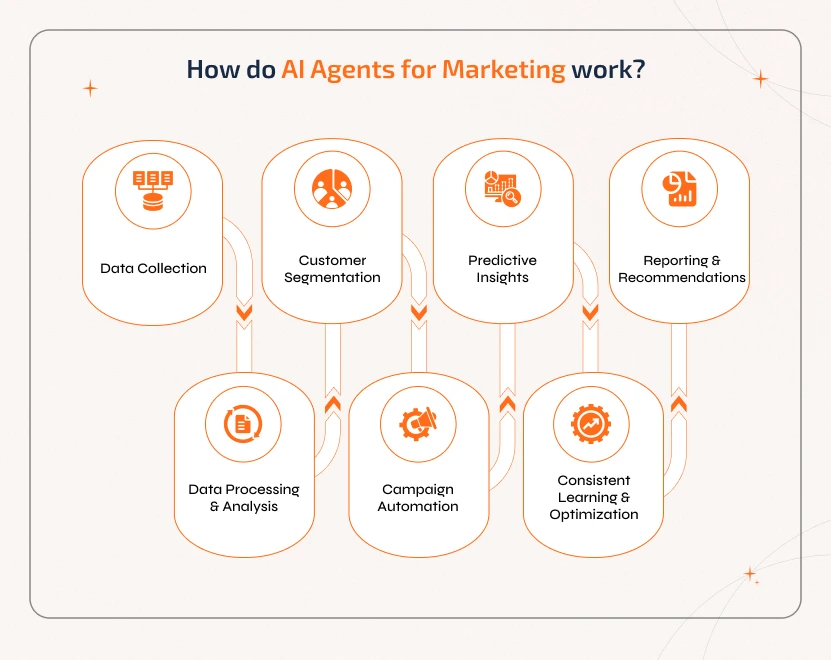 How do AI Agents for Marketing work?
Data Collection
Customer
Segmentation
Predictive
Insights
Reporting &
Recommendations
Data Processing
& Analysis
Campaign
Automation
Consistent
Learning &
Optimization